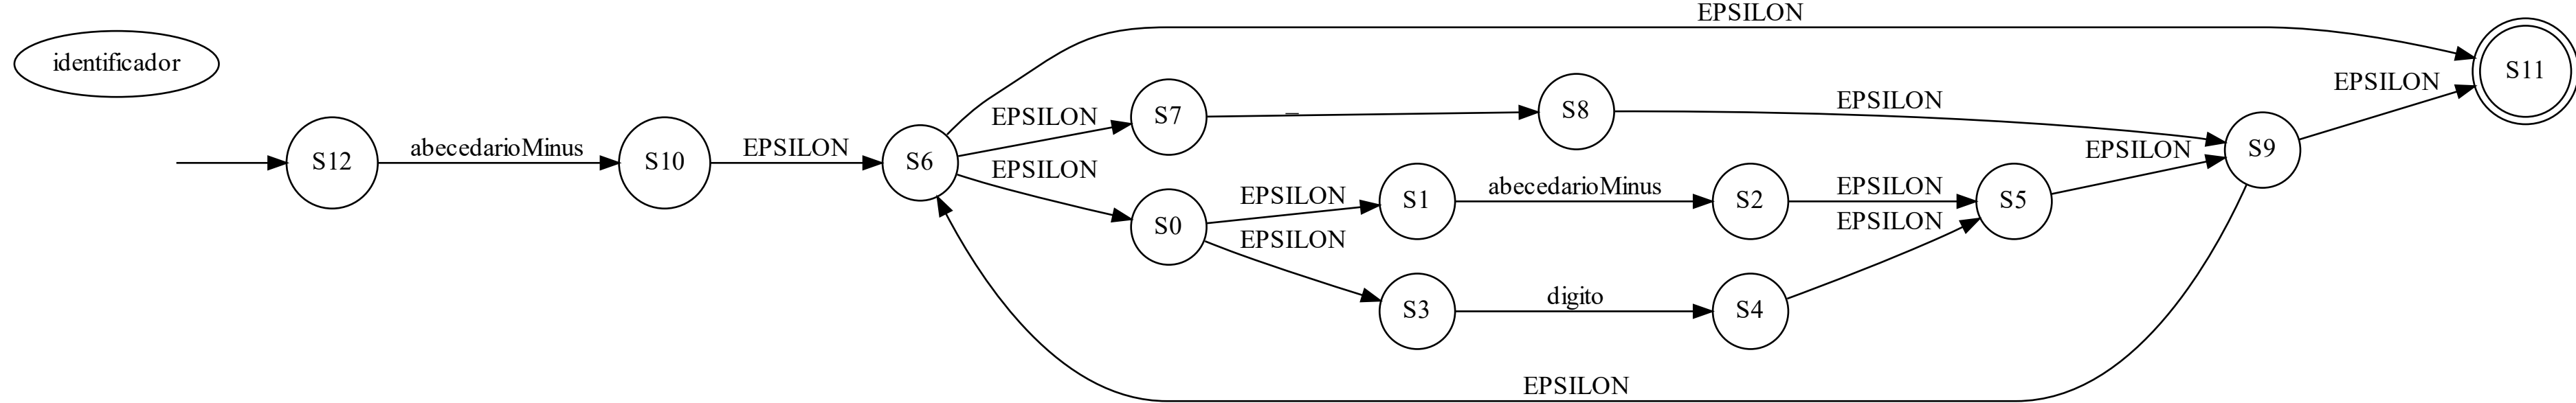 identificador
S12
abecedarioMinus
S10
EPSILON
S6
EPSILON
EPSILON
S7
_
S8
EPSILON
EPSILON
S0
EPSILON
S1
abecedarioMinus
S2
EPSILON
S5
EPSILON
S9
EPSILON
S11
EPSILON
S3
digito
S4
EPSILON
EPSILON